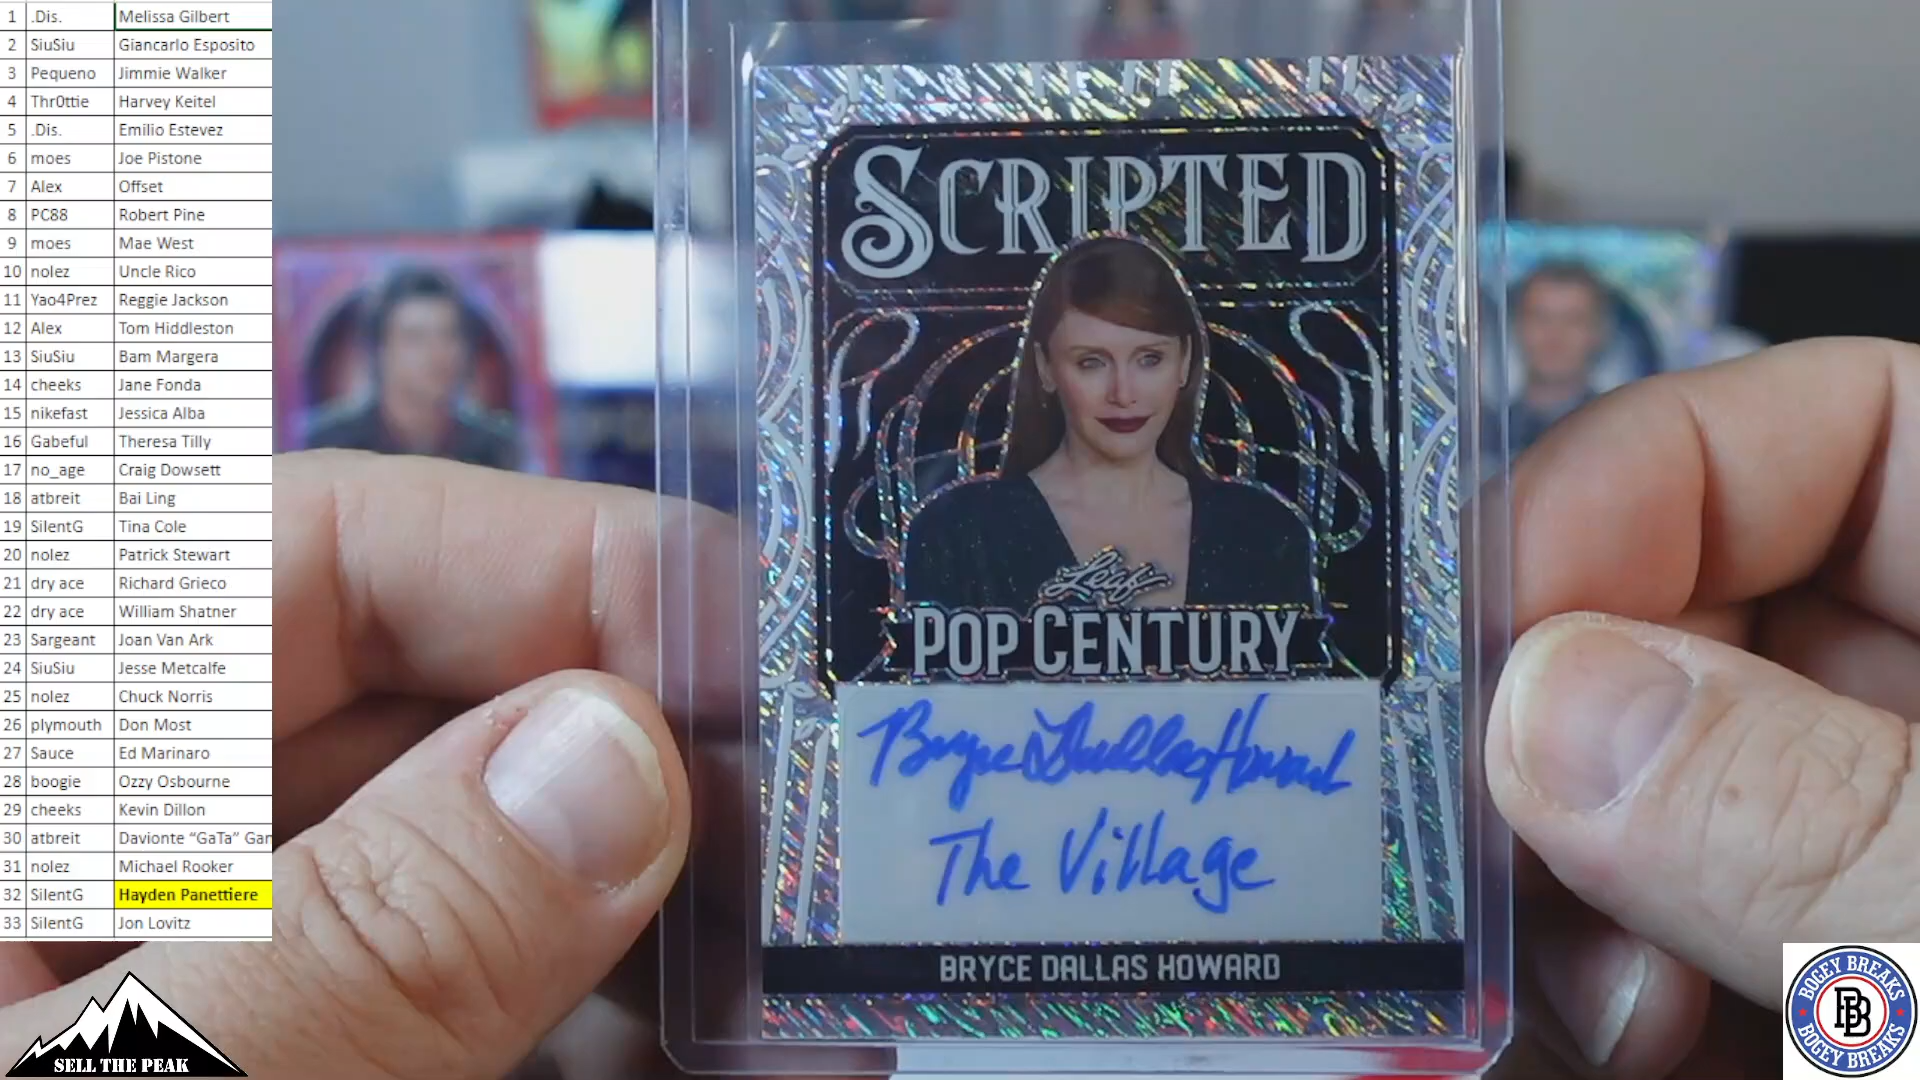 1 .Dis. Melissa Gilbert
2 SiuSiu Giancarlo Esposito
3 Pequeno Jimmie Walker
4 Thr0ttie Harvey Keitel
5 .Dis. Emilio Estevez
6 moes Joe Pistone
7 Alex Offset
8 PC88 Robert Pine
9 moes Mae West
10 nolez Uncle Rico
11 Yao4Prez Reggie Jackson
12 Alex Tom Hiddleston
13 SiuSiu Bam Margera
14 cheeks Jane Fonda
15 nikefast Jessica Alba
16 Gabeful Theresa Tilly
17 no_age Craig Dowsett
18 atbreit Bai Ling
19 SilentG Tina Cole
20 nolez Patrick Stewart
21 dry ace Richard Grieco
22 dry ace William Shatner
23 Sargeant Joan Van Ark
24 SiuSiu Jesse Metcalfe
25 nolez Chuck Norris
26 plymouth Don Most
27 Sauce Ed Marinaro
28 boogie Ozzy Osbourne
29 cheeks Kevin Dillon
30 atbreit Davionte “GaTa” Gan
31 nolez Michael Rooker
32 SilentG Hayden Panettiere
33 SilentG Jon Lovitz
SELL THE PEAK
SCRIPTED
Leaf
POP CENTURY
Bryce Dallas Howard
The Village
BRYCE DALLAS HOWARD
BOGEY BREAKS
BB
BOGEY BREAKS